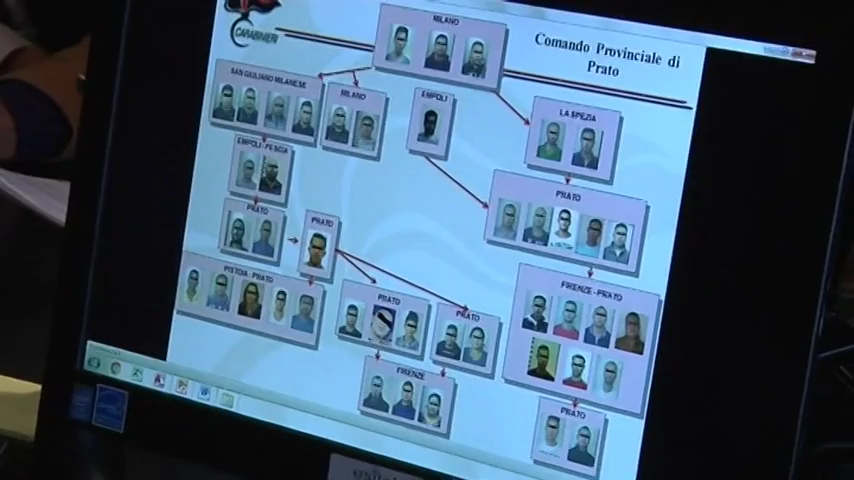 CARABINIERI
MILANO
Comando Provinciale di
Prato
SAN GIULIANO MILANESE
MILANO
EMPOLI
LA SPEZIA
EMPOLI-PESCIA
PRATO
PRATO
PRATO
PISTOIA-PRATO
PRATO
PRATO
FIRENZE-PRATO
FIRENZE
PRATO